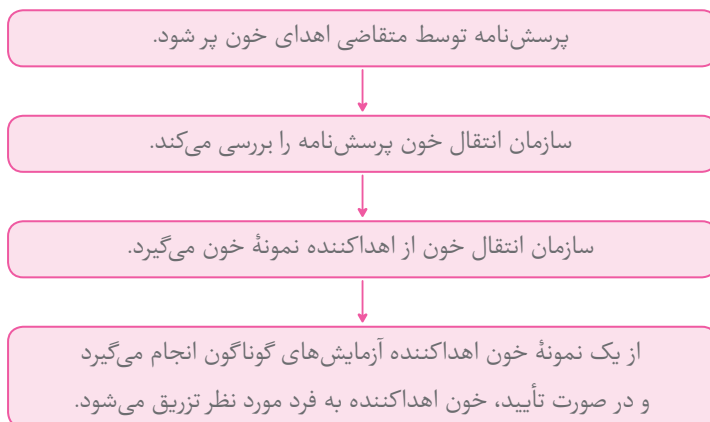 پرسش‌نامه توسط متقاضی اهدای خون پر شود.
سازمان انتقال خون پرسش‌نامه را بررسی می‌کند.
سازمان انتقال خون از اهداکننده نمونهٔ خون می‌گیرد.
از یک نمونهٔ خون اهداکننده آزمایش‌های گوناگون انجام می‌گیرد
و در صورت تأیید، خون اهداکننده به فرد مورد نظر تزریق می‌شود.